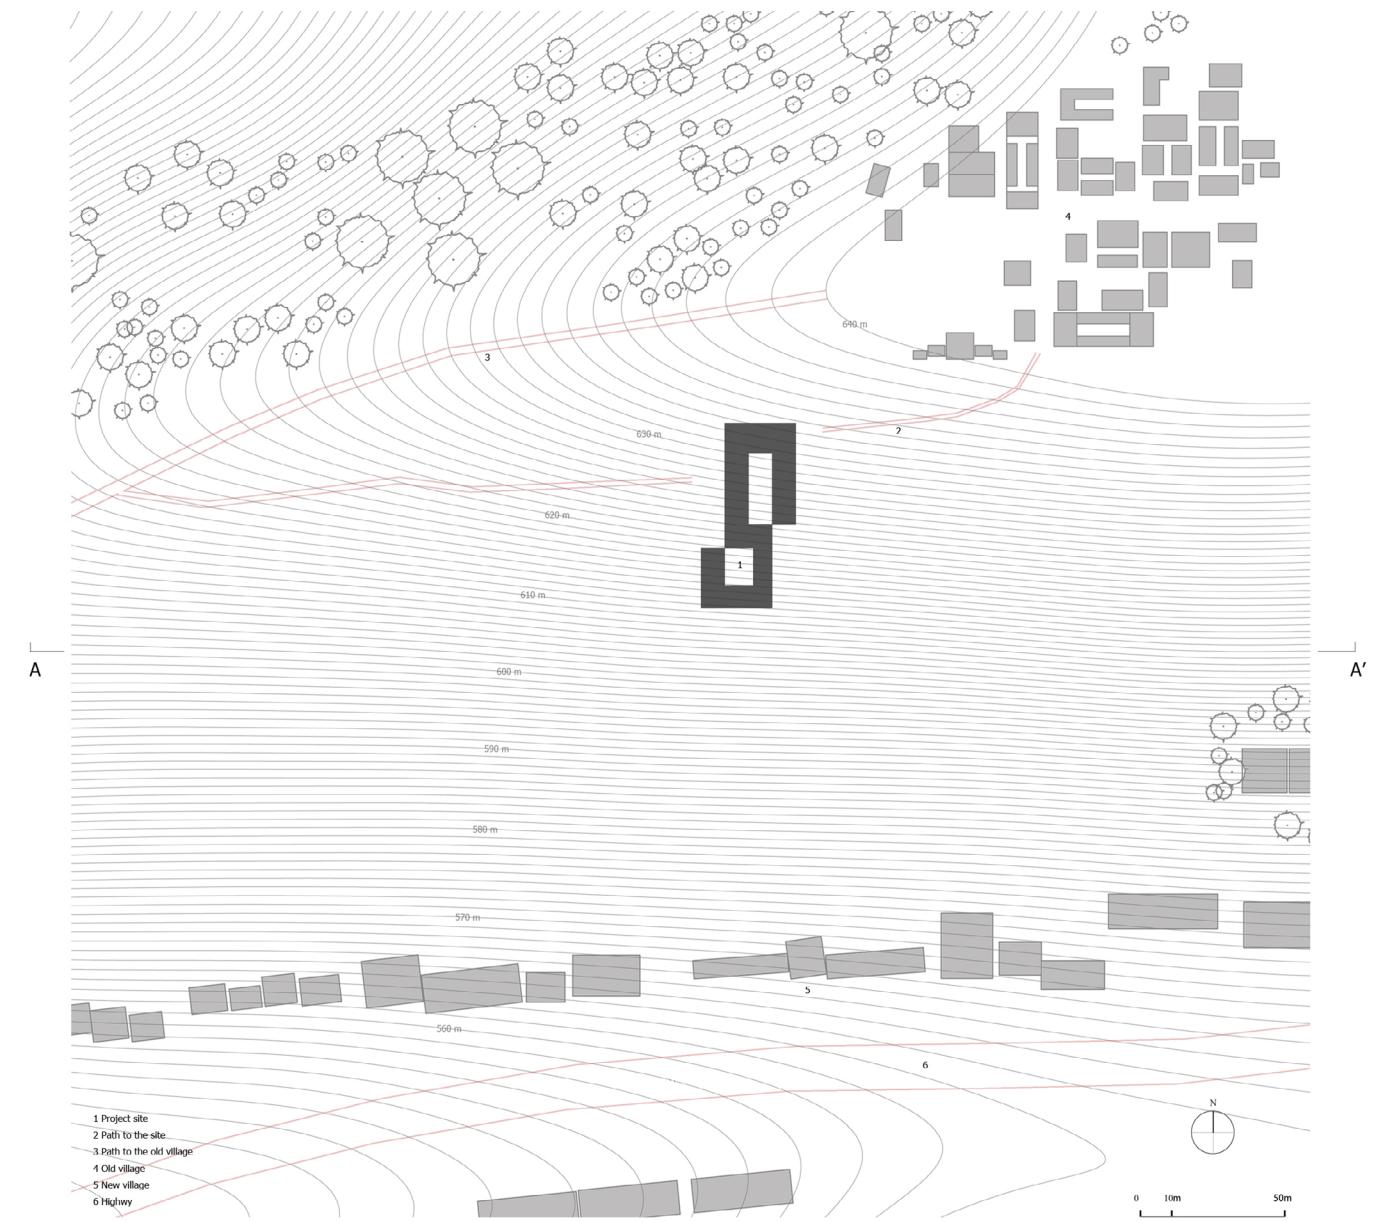 4
640 m
3
630 m
2
620 m
1
610 m
A
A’
600 m
590 m
580 m
570 m
5
560 m
6
N
1 Project site
2 Path to the site
3 Path to the old village
4 Old village
5 New village
6 Highwy
0 10m 50m